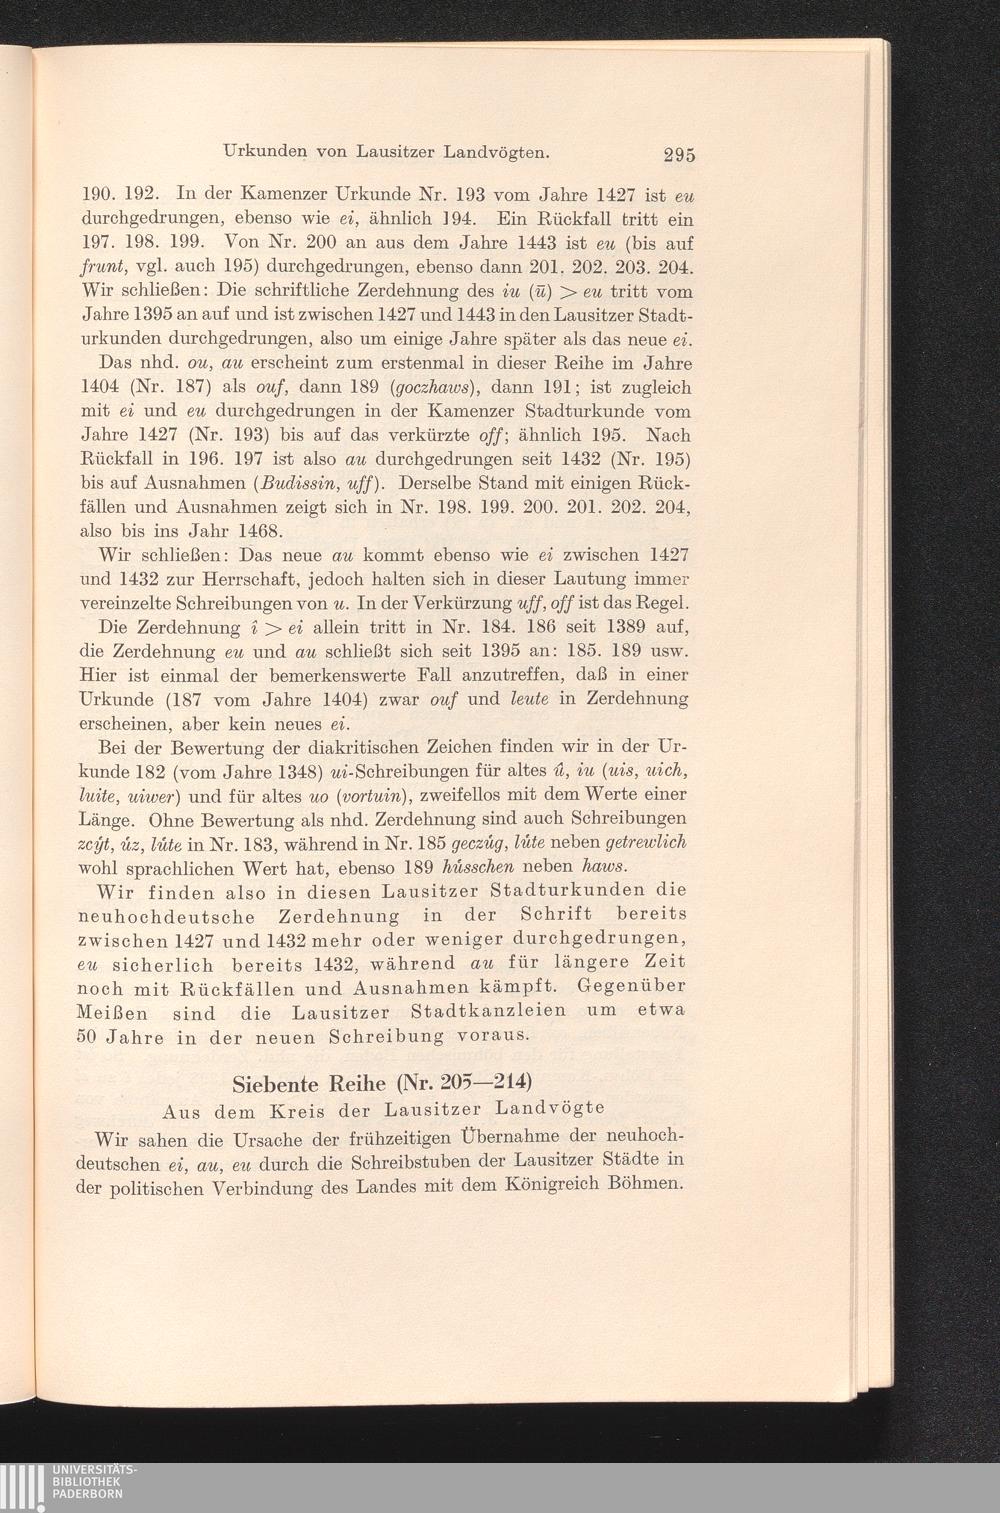 Urkunden von Lausitzer Landvögten. 295
190. 192. In der Kamenzer Urkunde Nr. 193 vom Jahre 1427 ist eu
durchgedrungen, ebenso wie ei, ähnlich 194. Ein Rückfall tritt ein
197. 198. 199. Von Nr. 200 an aus dem Jahre 1443 ist eu (bis auf
frunt, vgl. auch 195) durchgedrungen, ebenso dann 201. 202. 203. 204.
Wir schließen: Die schriftliche Zerdehnung des iu (ū) > eu tritt vom
Jahre 1395 an auf und ist zwischen 1427 und 1443 in den Lausitzer Stadt-
urkunden durchgedrungen, also um einige Jahre später als das neue ei.
Das nhd. ou, au erscheint zum erstenmal in dieser Reihe im Jahre
1404 (Nr. 187) als ouf, dann 189 (goczhaws), dann 191; ist zugleich
mit ei und eu durchgedrungen in der Kamenzer Stadturkunde vom
Jahre 1427 (Nr. 193) bis auf das verkürzte off; ähnlich 195. Nach
Rückfall in 196. 197 ist also au durchgedrungen seit 1432 (Nr. 195)
bis auf Ausnahmen (Budissin, uff). Derselbe Stand mit einigen Rück-
fällen und Ausnahmen zeigt sich in Nr. 198. 199. 200. 201. 202. 204,
also bis ins Jahr 1468.
Wir schließen: Das neue au kommt ebenso wie ei zwischen 1427
und 1432 zur Herrschaft, jedoch halten sich in dieser Lautung immer
vereinzelte Schreibungen von u. In der Verkürzung uff, off ist das Regel.
Die Zerdehnung î > ei allein tritt in Nr. 184. 186 seit 1389 auf,
die Zerdehnung eu und au schließt sich seit 1395 an: 185. 189 usw.
Hier ist einmal der bemerkenswerte Fall anzutreffen, daß in einer
Urkunde (187 vom Jahre 1404) zwar ouf und leute in Zerdehnung
erscheinen, aber kein neues ei.
Bei der Bewertung der diakritischen Zeichen finden wir in der Ur-
kunde 182 (vom Jahre 1348) ui-Schreibungen für altes û, iu (uis, uich,
luite, uiwer) und für altes uo (vortuin), zweifellos mit dem Werte einer
Länge. Ohne Bewertung als nhd. Zerdehnung sind auch Schreibungen
zcẏt, u̇z, lu̇te in Nr. 183, während in Nr. 185 geczu̇g, lu̇te neben getrewlich
wohl sprachlichen Wert hat, ebenso 189 hu̇sschen neben haws.
Wir finden also in diesen Lausitzer Stadturkunden die
neuhochdeutsche Zerdehnung in der Schrift bereits
zwischen 1427 und 1432 mehr oder weniger durchgedrungen,
eu sicherlich bereits 1432, während au für längere Zeit
noch mit Rückfällen und Ausnahmen kämpft. Gegenüber
Meißen sind die Lausitzer Stadtkanzleien um etwa
50 Jahre in der neuen Schreibung voraus.
Siebente Reihe (Nr. 205—214)
Aus dem Kreis der Lausitzer Landvögte
Wir sahen die Ursache der frühzeitigen Übernahme der neuhoch-
deutschen ei, au, eu durch die Schreibstuben der Lausitzer Städte in
der politischen Verbindung des Landes mit dem Königreich Böhmen.
UNIVERSITÄTS-
BIBLIOTHEK
PADERBORN